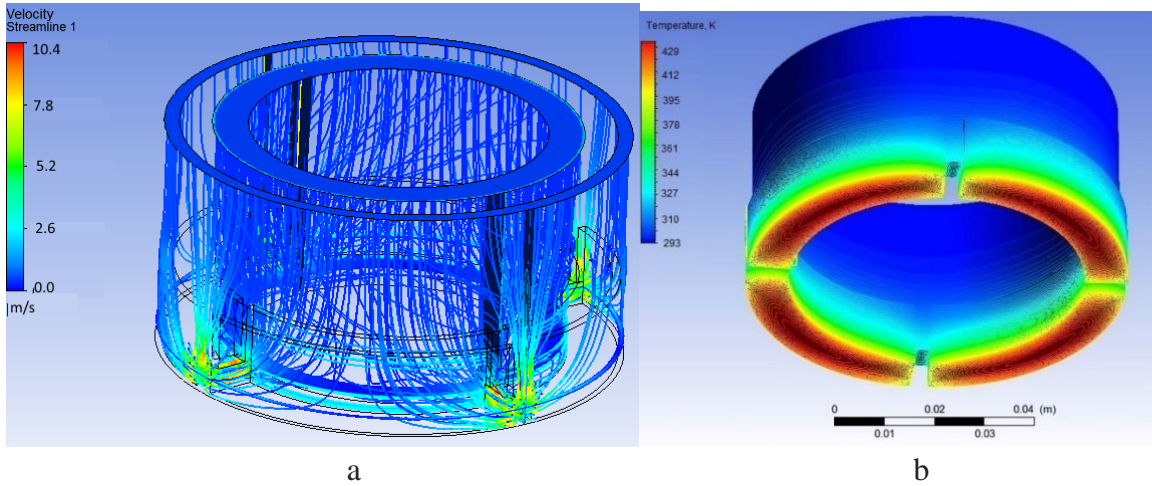 Velocity
Streamline 1
10.4
7.8
5.2
2.6
0.0
m/s
a
Temperature, K
429
412
395
378
361
344
327
310
293
0 0.02 0.04 (m)
0.01 0.03
b